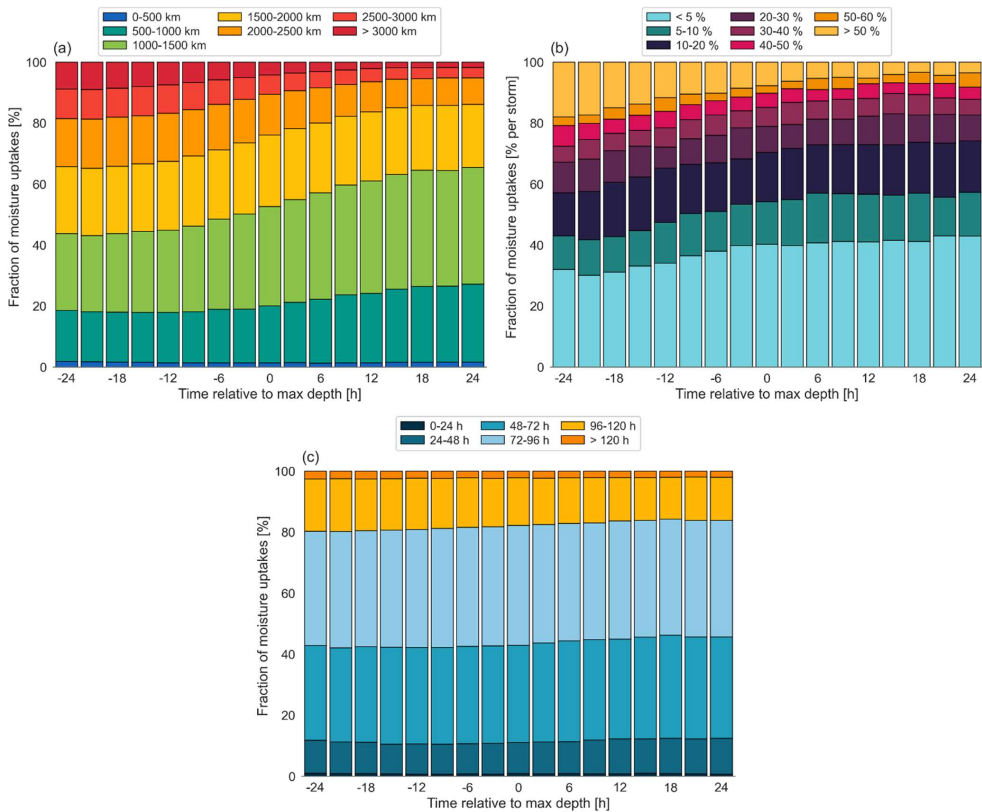 0-500 km
500-1000 km
1000-1500 km
1500-2000 km
2000-2500 km
2500-3000 km
> 3000 km
(a)
Fraction of moisture uptakes [%]
100
80
60
40
20
0
-24 -18 -12 -6 0 6 12 18 24
Time relative to max depth [h]
< 5 %
5-10 %
10-20 %
20-30 %
30-40 %
40-50 %
50-60 %
> 50 %
(b)
Fraction of moisture uptakes [% per storm]
100
80
60
40
20
0
-24 -18 -12 -6 0 6 12 18 24
Time relative to max depth [h]
0-24 h
24-48 h
48-72 h
72-96 h
96-120 h
> 120 h
(c)
Fraction of moisture uptakes [%]
100
80
60
40
20
0
-24 -18 -12 -6 0 6 12 18 24
Time relative to max depth [h]